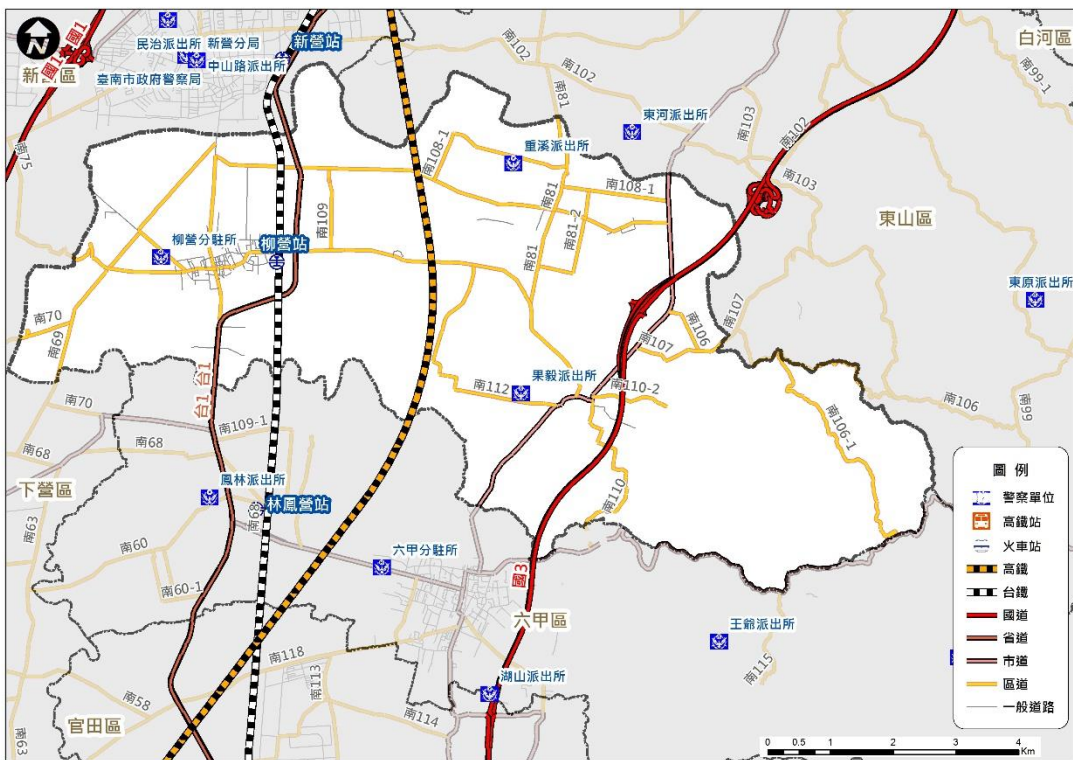 N
國1
國1
新營站
民治派出所
新營分局
中山路派出所
臺南市政府警察局
白河區
南102
南102
南99-1
南81
南103
南102
東河派出所
南75
南108-1
重溪派出所
南103
南108-1
南81
南109
南81-2
東山區
柳營分駐所
柳營站
南81
東原派出所
南107
南70
南69
南106
南107
果毅派出所
南110-2
南112
南106
南99
台1
台1
南70
南106-1
南109-1
南68
南68
下營區
鳳林派出所
南110
林鳳營站
南68
南63
南60
六甲分駐所
國3
南60-1
六甲區
王爺派出所
南118
南115
南113
湖山派出所
南58
南114
官田區
南63
圖 例
警察單位
高鐵站
火車站
高鐵
台鐵
國道
省道
市道
區道
一般道路
0 0.5 1 2 3 4
Km